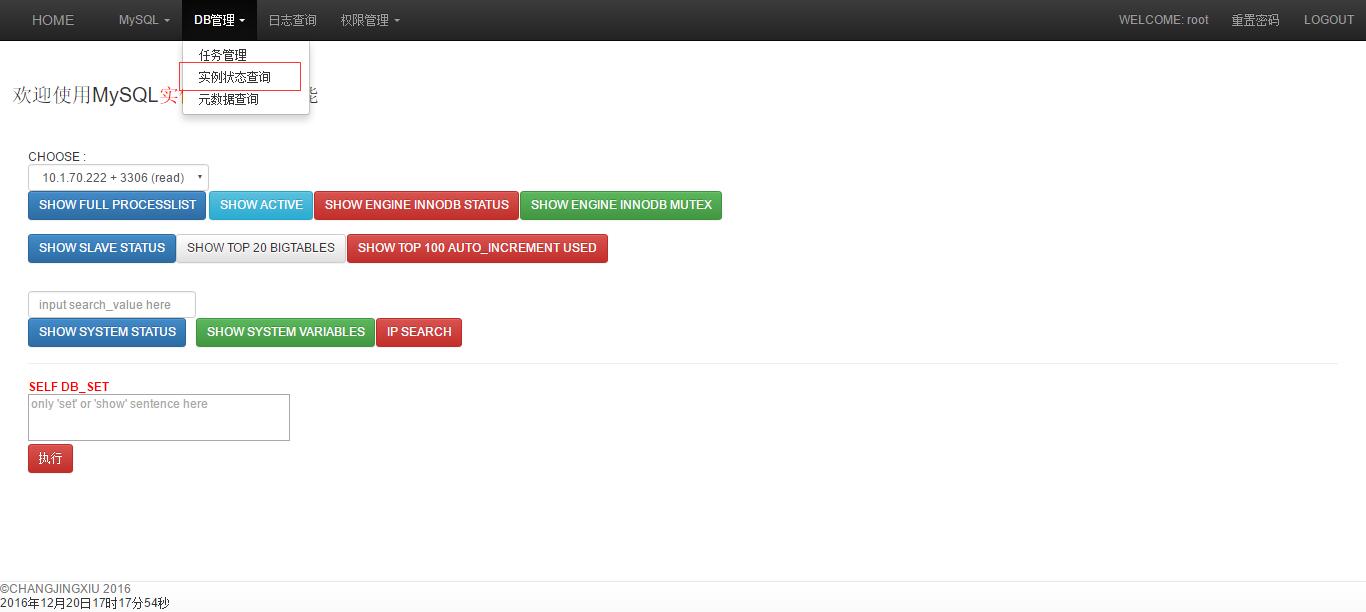 HOME MySQL DB管理 日志查询 权限管理 WELCOME: root 重置密码 LOGOUT
任务管理
实例状态查询
元数据查询
欢迎使用MySQL实 能
CHOOSE :
10.1.70.222 + 3306 (read)
SHOW FULL PROCESSLIST SHOW ACTIVE SHOW ENGINE INNODB STATUS SHOW ENGINE INNODB MUTEX
SHOW SLAVE STATUS SHOW TOP 20 BIGTABLES SHOW TOP 100 AUTO_INCREMENT USED
input search_value here
SHOW SYSTEM STATUS SHOW SYSTEM VARIABLES IP SEARCH
SELF DB_SET
only 'set' or 'show' sentence here
执行
©CHANGJINGXIU 2016
2016年12月20日17时17分54秒